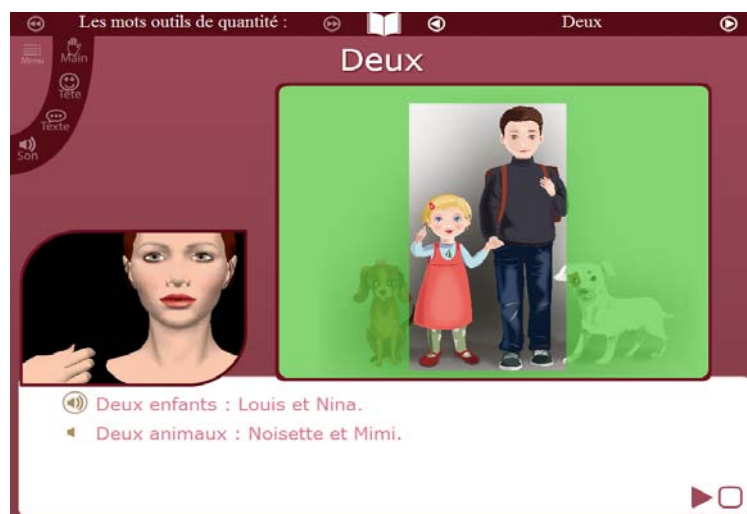 Les mots outils de quantité :
Deux
Menu
Main
Tête
Texte
Son
Deux
Deux enfants : Louis et Nina.
Deux animaux : Noisette et Mimi.